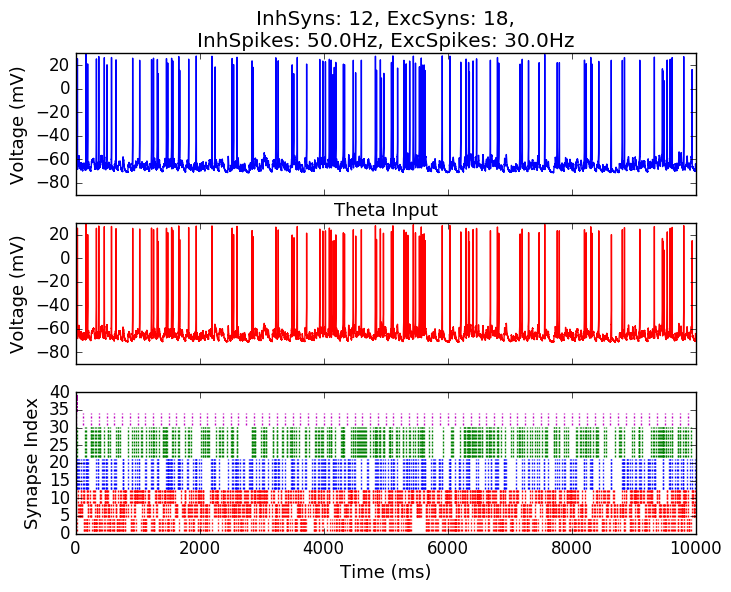 InhSyns: 12, ExcSyns: 18,
InhSpikes: 50.0Hz, ExcSpikes: 30.0Hz
20
0
−20
−40
−60
−80
Voltage (mV)
Theta Input
20
0
−20
−40
−60
−80
Voltage (mV)
40
35
30
25
20
15
10
5
0
Synapse Index
0 2000 4000 6000 8000 10000
Time (ms)